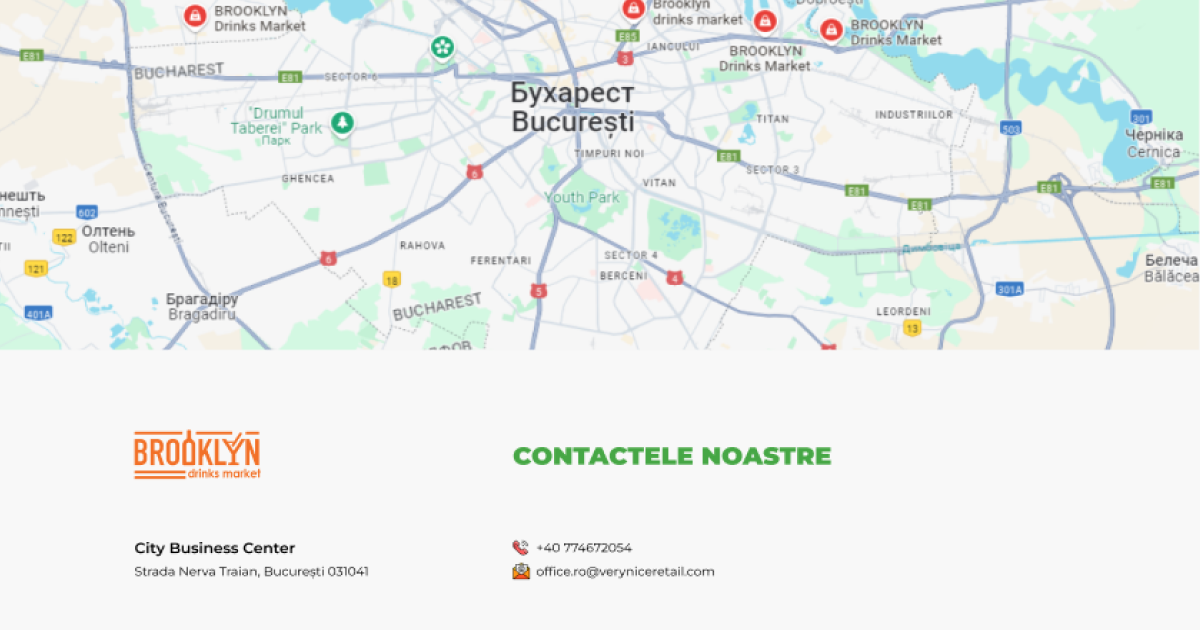 BROOKLYN
Drinks Market
Brooklyn
drinks market
Dobroești
BROOKLYN
Drinks Market
BROOKLYN
Drinks Market
E81
E85
IANCULUI
3
BUCHAREST
E81
SECTOR 6
Бухарест
București
"Drumul
Taberei" Park
Парк
TITAN
INDUSTRIILOR
503
301
Черніка
Cernica
TIMPURI NOI
E81
SECTOR 3
6
GHENCEA
VITAN
E81
E81
E81
E81
Youth Park
Centura București
602
122
Олтень
Olteni
121
RAHOVA
FERENTARI
SECTOR 4
BERCENI
4
6
18
5
Белеча
Bălăcea
301A
Брагадіру
Bragadiru
BUCHAREST
401A
LEORDENI
13
BROOKLYN
drinks market
CONTACTELE NOASTRE
City Business Center
+40 774672054
Strada Nerva Traian, București 031041
office.ro@veryniceretail.com